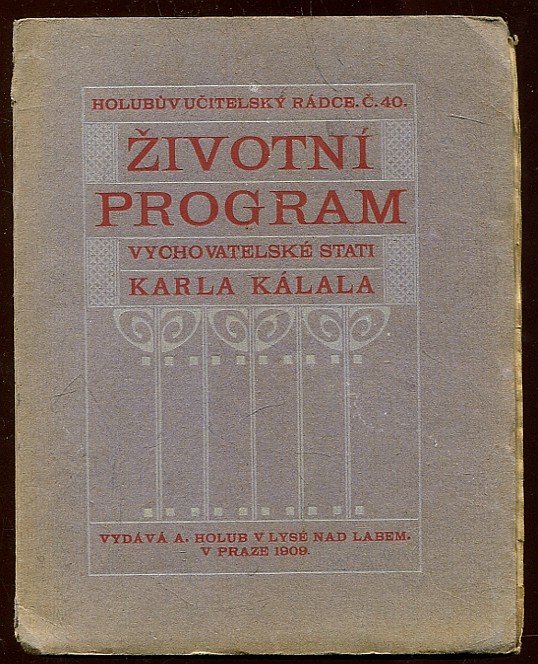 HOLUBŮV UČITELSKÝ RÁDCE. Č. 40.
ŽIVOTNÍ
PROGRAM
VYCHOVATELSKÉ STATI
KARLA KÁLALA
VYDÁVÁ A. HOLUB V LYSÉ NAD LABEM.
V PRAZE 1909.